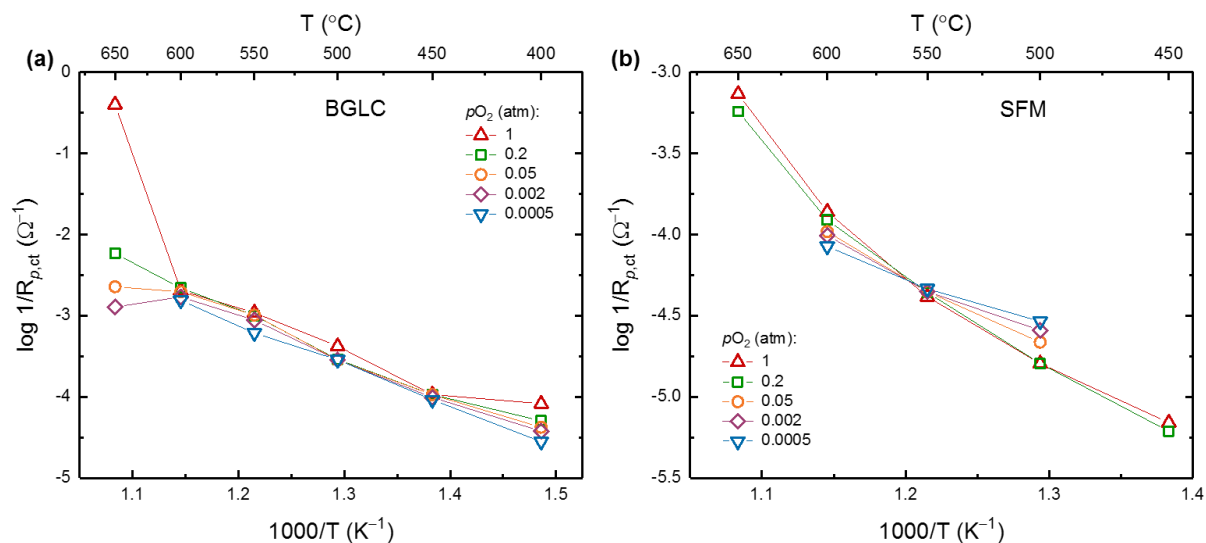 T (°C)
(a) 650 600 550 500 450 400
0
-1
-2
-3
-4
-5
log 1/R_{p,ct} (Ω⁻¹)
BGLC
pO₂ (atm):
1
0.2
0.05
0.002
0.0005
1.1 1.2 1.3 1.4 1.5
1000/T (K⁻¹)
T (°C)
(b) 650 600 550 500 450
-3.0
-3.5
-4.0
-4.5
-5.0
-5.5
log 1/R_{p,ct} (Ω⁻¹)
SFM
pO₂ (atm):
1
0.2
0.05
0.002
0.0005
1.1 1.2 1.3 1.4
1000/T (K⁻¹)